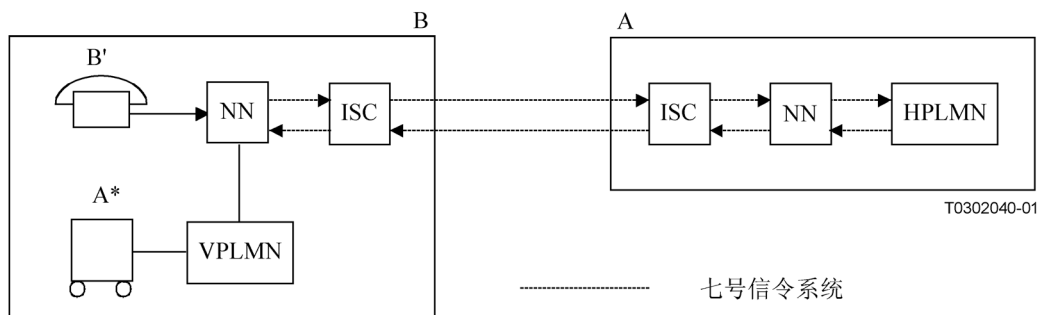 B
A
B'
NN
ISC
ISC
NN
HPLMN
A*
VPLMN
T0302040-01
七号信令系统